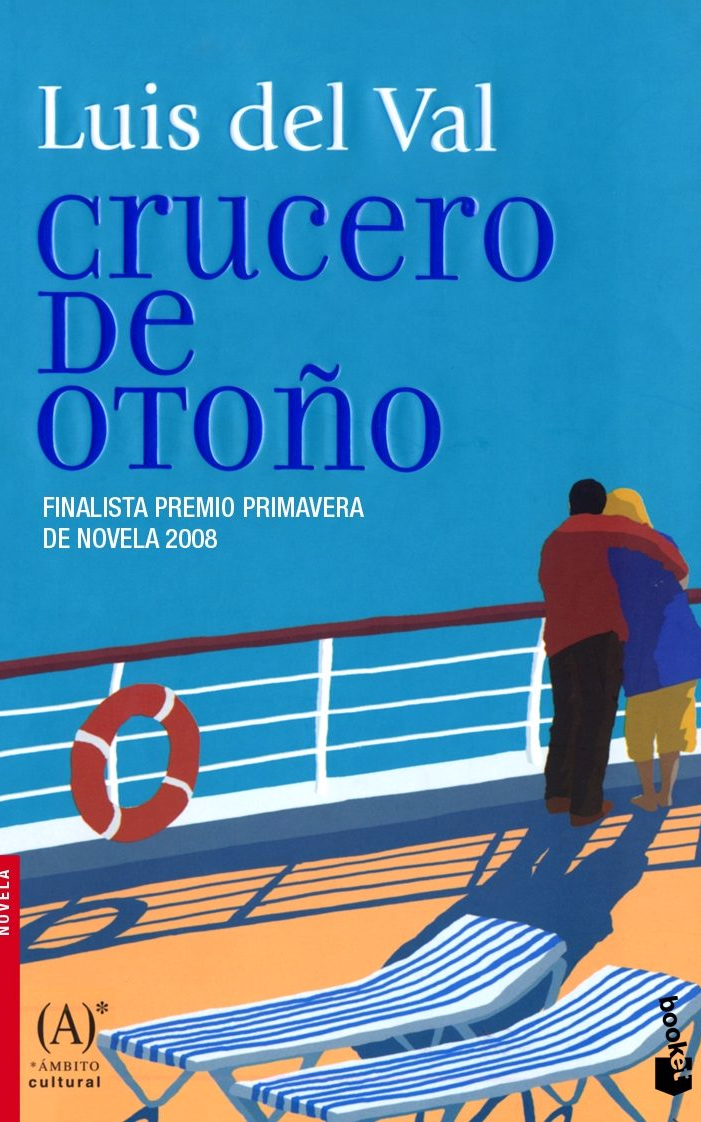 Luis del Val
crucero
De
otoño
FINALISTA PREMIO PRIMAVERA
DE NOVELA 2008
NOVELA
(A)*
*ÁMBITO
cultural
booket